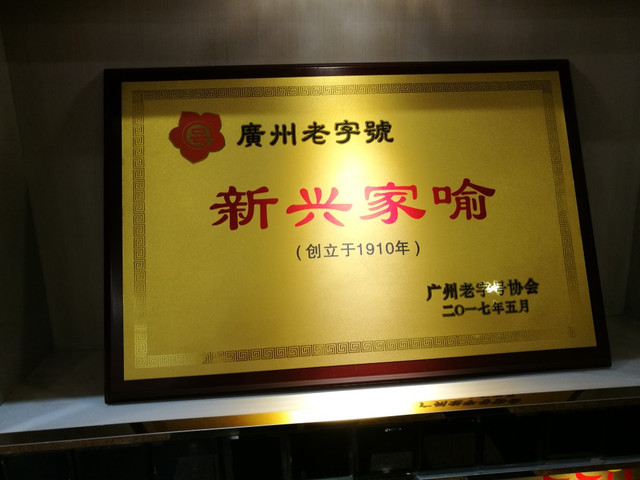 廣州老字號
新兴家喻
(创立于1910年)
广州老字号协会
二〇一七年五月